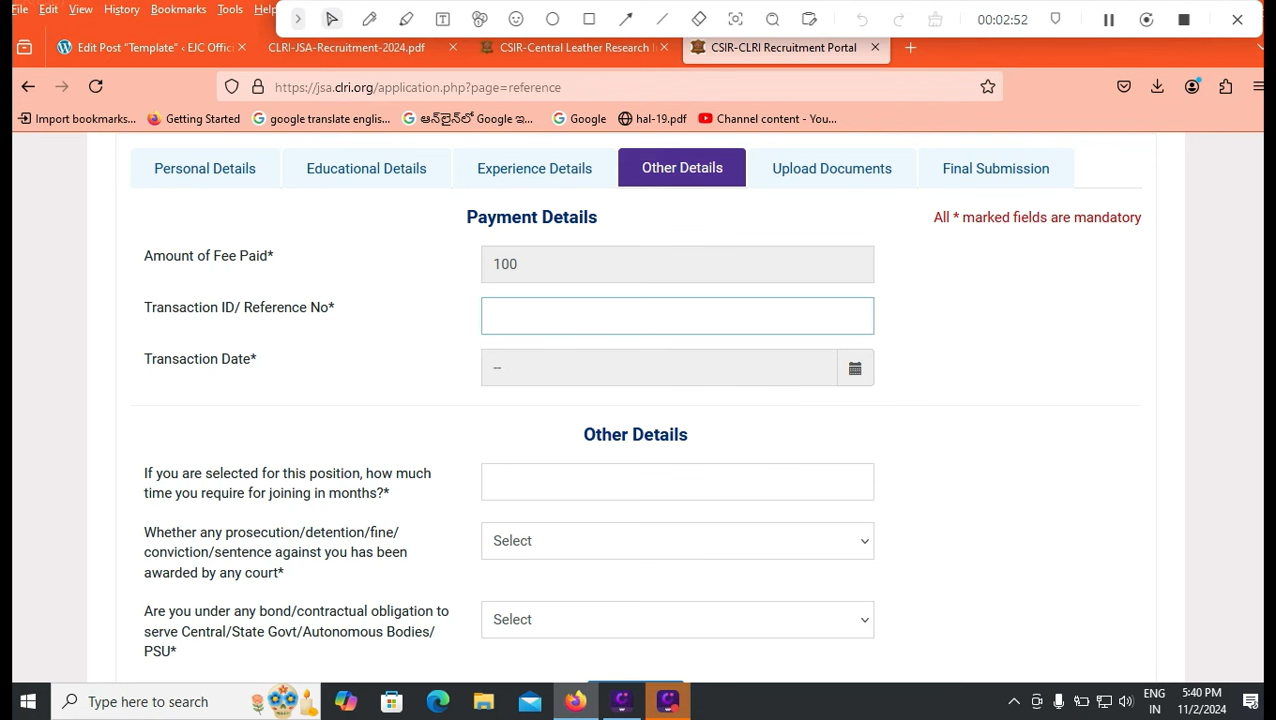 File Edit View History Bookmarks Tools Help
00:02:52
Edit Post "Template" ‹ EJC Offici
CLRI-JSA-Recruitment-2024.pdf
CSIR-Central Leather Research I
CSIR-CLRI Recruitment Portal
https://jsa.clri.org/application.php?page=reference
Import bookmarks...
Getting Started
google translate englis...
ఆన్‌లైన్‌లో Google ఇ...
Google
hal-19.pdf
Channel content - You...
Personal Details
Educational Details
Experience Details
Other Details
Upload Documents
Final Submission
Payment Details
All * marked fields are mandatory
Amount of Fee Paid*
100
Transaction ID/ Reference No*
Transaction Date*
--
Other Details
If you are selected for this position, how much
time you require for joining in months?*
Whether any prosecution/detention/fine/
conviction/sentence against you has been
awarded by any court*
Select
Are you under any bond/contractual obligation to
serve Central/State Govt/Autonomous Bodies/
PSU*
Select
Type here to search
ENG
IN
5:40 PM
11/2/2024